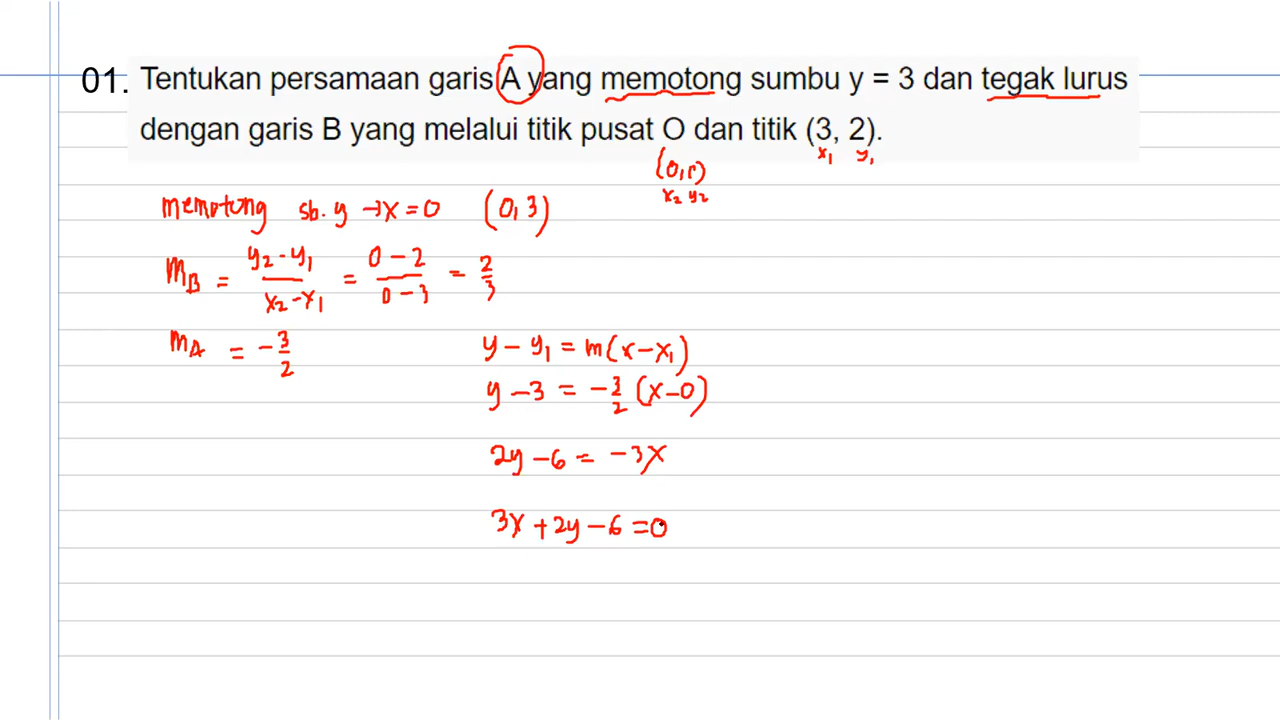 01. Tentukan persamaan garis A yang memotong sumbu y = 3 dan tegak lurus
dengan garis B yang melalui titik pusat O dan titik (3, 2).
x₁ y₁
(0,0)
x₂ y₂
memotong sb. y → x = 0 (0, 3)
m_B = (y₂ - y₁)/(x₂ - x₁) = (0 - 2)/(0 - 3) = 2/3
m_A = -3/2
y - y₁ = m(x - x₁)
y - 3 = -3/2 (x - 0)
2y - 6 = -3x
3x + 2y - 6 = 0